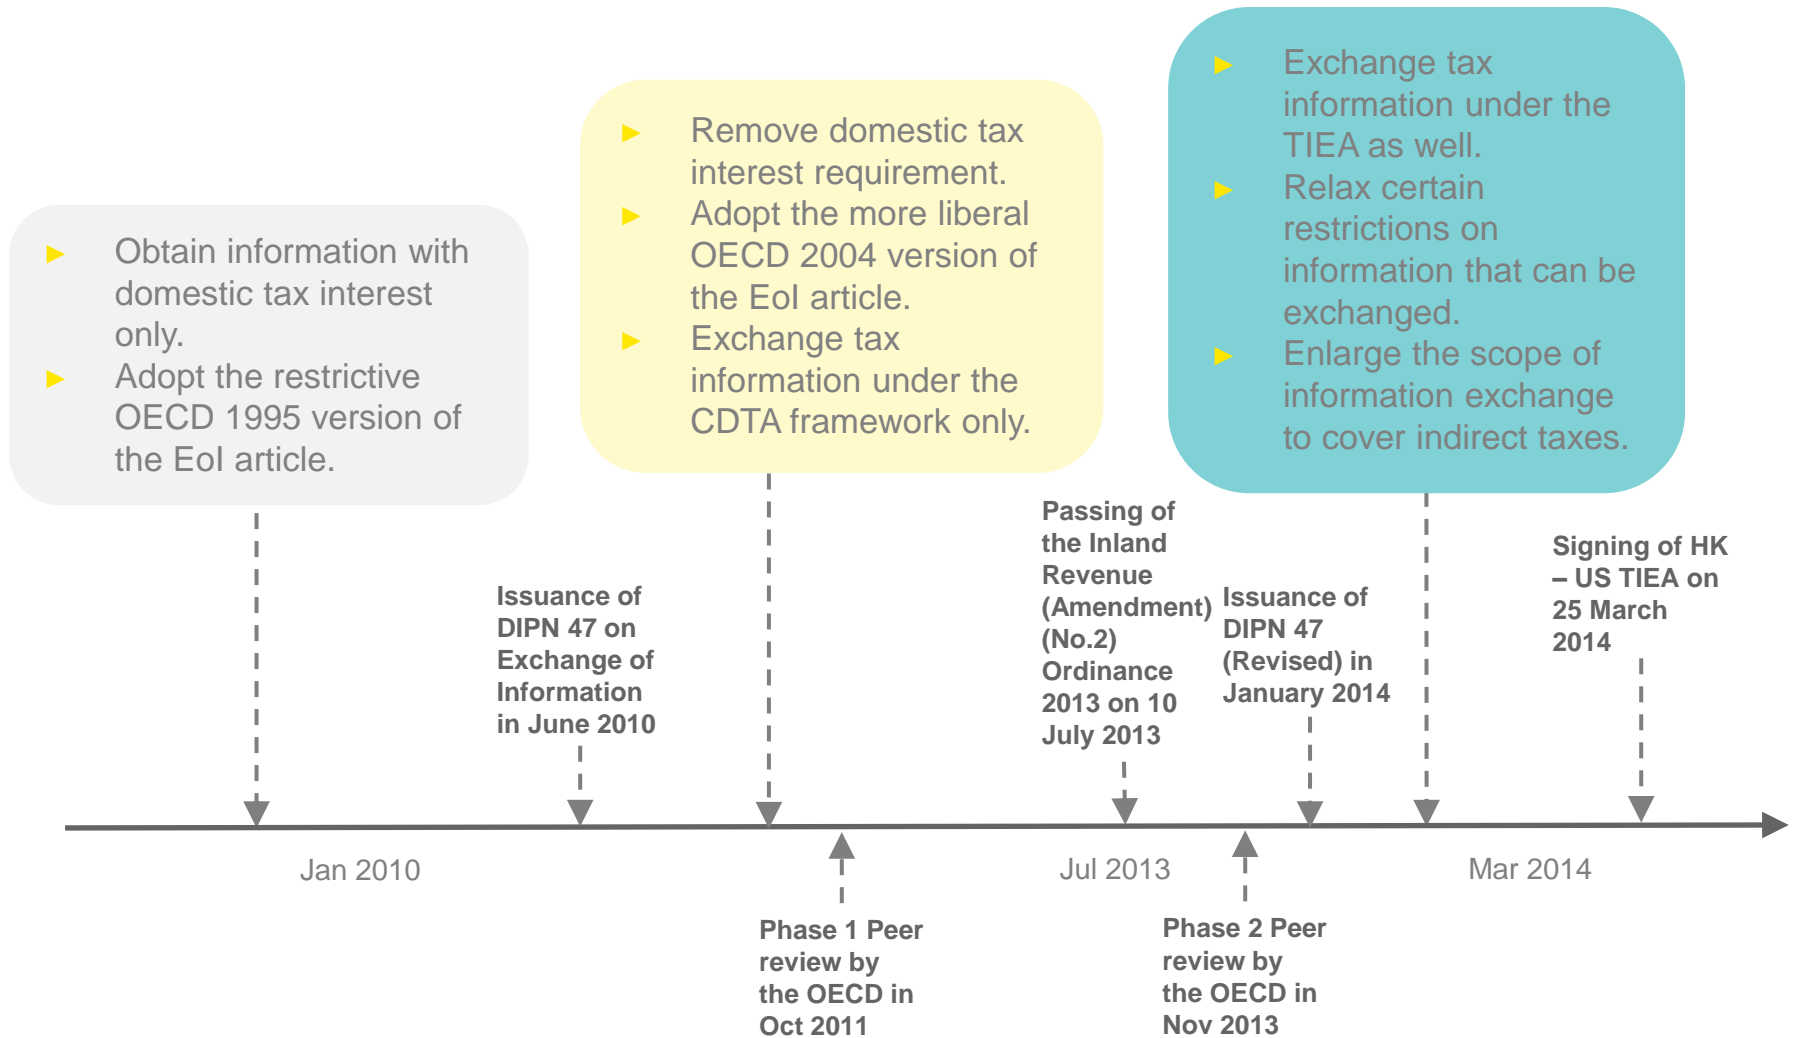 ► Obtain information with
domestic tax interest
only.
► Adopt the restrictive
OECD 1995 version of
the EoI article.
► Remove domestic tax
interest requirement.
► Adopt the more liberal
OECD 2004 version of
the EoI article.
► Exchange tax
information under the
CDTA framework only.
► Exchange tax
information under the
TIEA as well.
► Relax certain
restrictions on
information that can be
exchanged.
► Enlarge the scope of
information exchange
to cover indirect taxes.
Issuance of
DIPN 47 on
Exchange of
Information
in June 2010
Passing of
the Inland
Revenue
(Amendment)
(No.2)
Ordinance
2013 on 10
July 2013
Issuance of
DIPN 47
(Revised) in
January 2014
Signing of HK
– US TIEA on
25 March
2014
Jan 2010
Jul 2013
Mar 2014
Phase 1 Peer
review by
the OECD in
Oct 2011
Phase 2 Peer
review by
the OECD in
Nov 2013